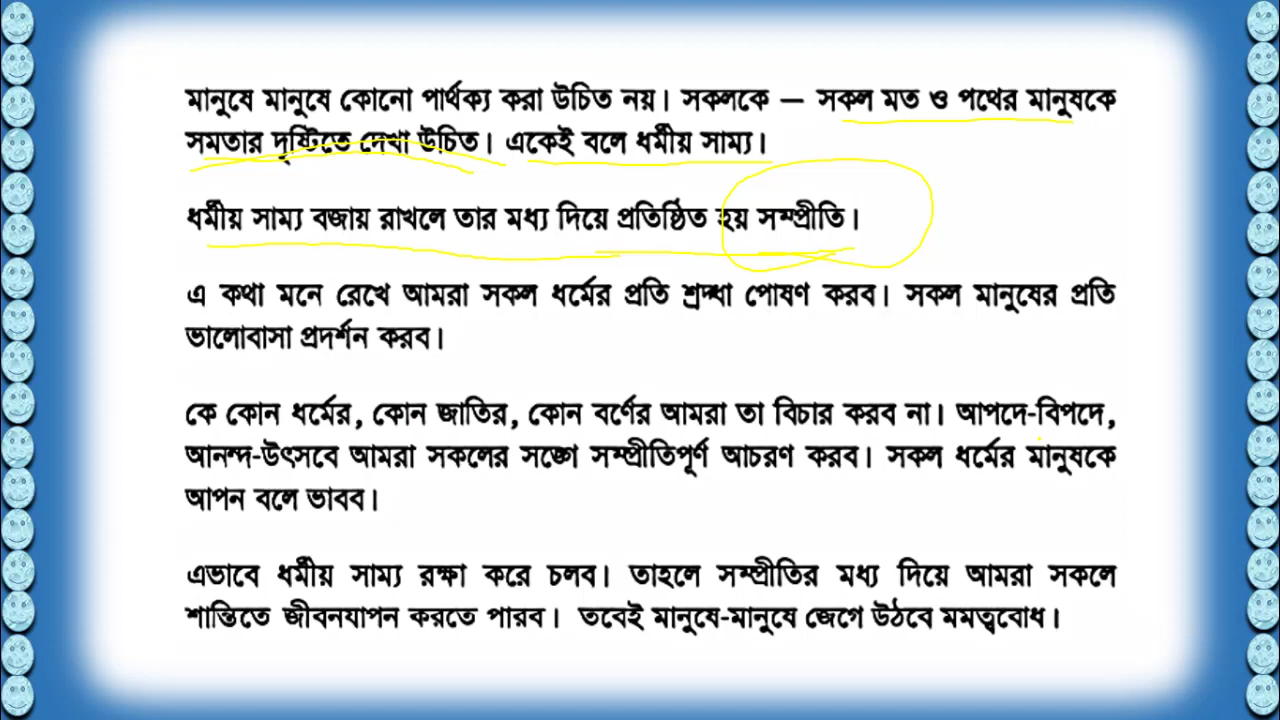 মানুষে মানুষে কোনো পার্থক্য করা উচিত নয়। সকলকে — সকল মত ও পথের মানুষকে
সমতার দৃষ্টিতে দেখা উচিত। একেই বলে ধর্মীয় সাম্য।
ধর্মীয় সাম্য বজায় রাখলে তার মধ্য দিয়ে প্রতিষ্ঠিত হয় সম্প্রীতি।
এ কথা মনে রেখে আমরা সকল ধর্মের প্রতি শ্রদ্ধা পোষণ করব। সকল মানুষের প্রতি
ভালোবাসা প্রদর্শন করব।
কে কোন ধর্মের, কোন জাতির, কোন বর্ণের আমরা তা বিচার করব না। আপদে-বিপদে,
আনন্দ-উৎসবে আমরা সকলের সঙ্গে সম্প্রীতিপূর্ণ আচরণ করব। সকল ধর্মের মানুষকে
আপন বলে ভাবব।
এভাবে ধর্মীয় সাম্য রক্ষা করে চলব। তাহলে সম্প্রীতির মধ্য দিয়ে আমরা সকলে
শান্তিতে জীবনযাপন করতে পারব। তবেই মানুষে-মানুষে জেগে উঠবে মমত্ববোধ।